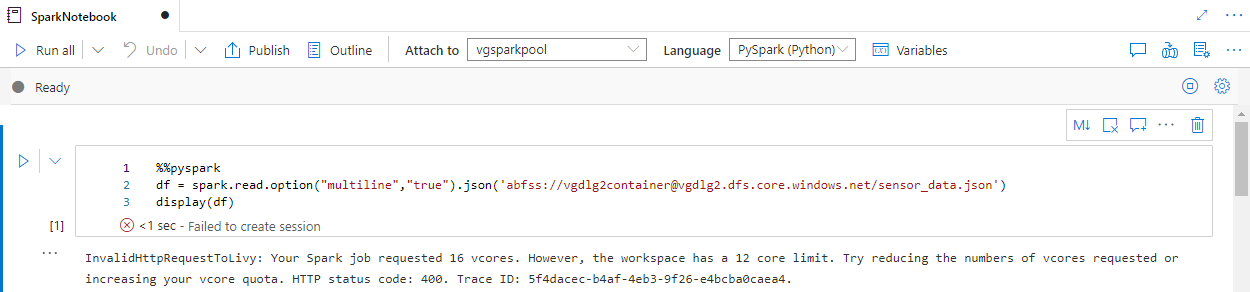 SparkNotebook
Run all Undo Publish Outline Attach to vgsparkpool Language PySpark (Python) Variables
Ready
M↓
1 %%pyspark
2 df = spark.read.option("multiline","true").json('abfss://vgdlg2container@vgdlg2.dfs.core.windows.net/sensor_data.json')
3 display(df)
[1] <1 sec - Failed to create session
InvalidHttpRequestToLivy: Your Spark job requested 16 vcores. However, the workspace has a 12 core limit. Try reducing the numbers of vcores requested or
increasing your vcore quota. HTTP status code: 400. Trace ID: 5f4dacec-b4af-4eb3-9f26-e4bcba0caea4.